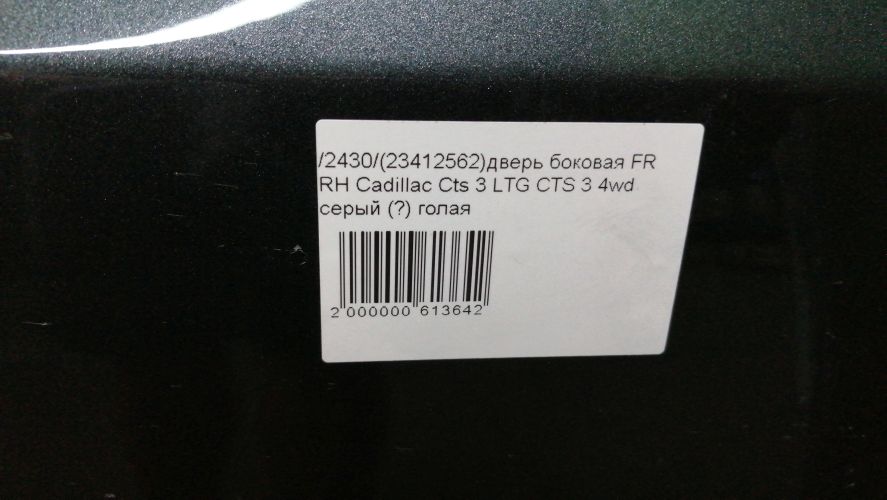 /2430/(23412562)дверь боковая FR
RH Cadillac Cts 3 LTG CTS 3 4wd
серый (?) голая
2 000000 613642